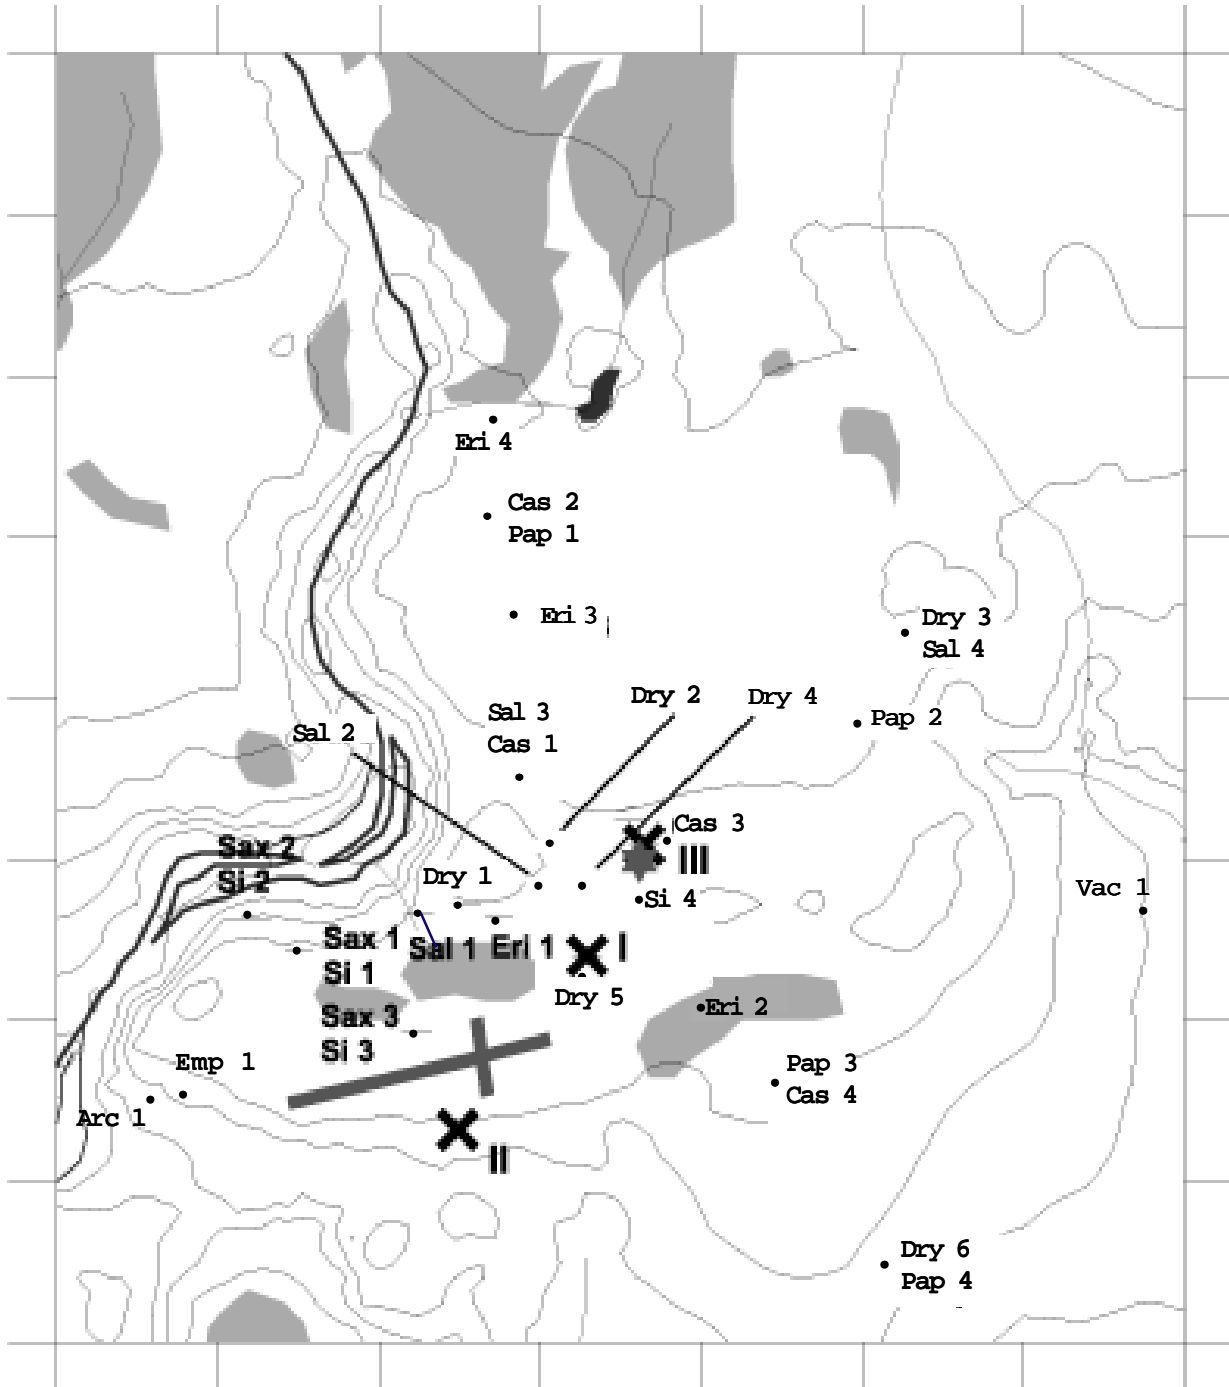 Eri 4
Cas 2
Pap 1
Eri 3
Dry 3
Sal 4
Dry 2
Dry 4
Sal 3
Cas 1
Sal 2
Pap 2
Cas 3
III
Sax 2
Si 2
Dry 1
Si 4
Vac 1
Sax 1
Si 1
Sal 1
Eri 1
I
Dry 5
Eri 2
Sax 3
Si 3
Emp 1
Arc 1
Pap 3
Cas 4
II
Dry 6
Pap 4